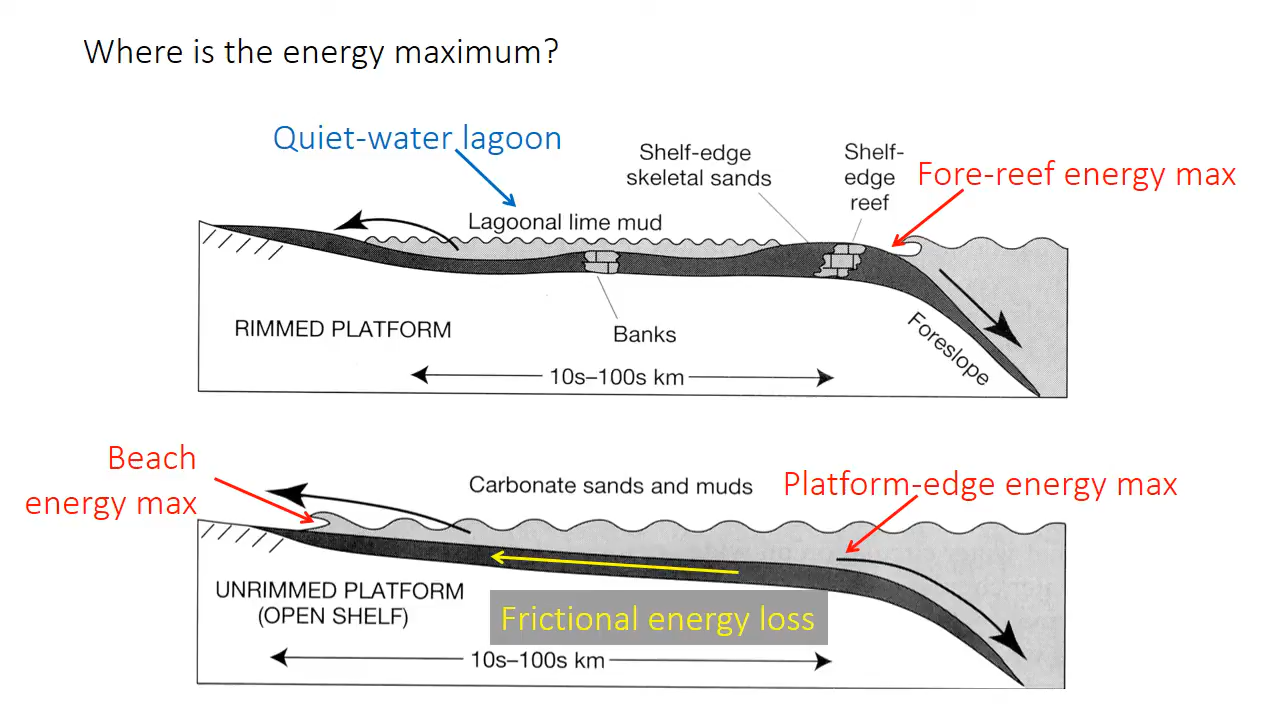 Where is the energy maximum?
Quiet-water lagoon
Shelf-edge
skeletal sands
Shelf-
edge
reef
Fore-reef energy max
Lagoonal lime mud
RIMMED PLATFORM
Banks
Foreslope
10s–100s km
Beach
energy max
Carbonate sands and muds
Platform-edge energy max
UNRIMMED PLATFORM
(OPEN SHELF)
Frictional energy loss
10s–100s km